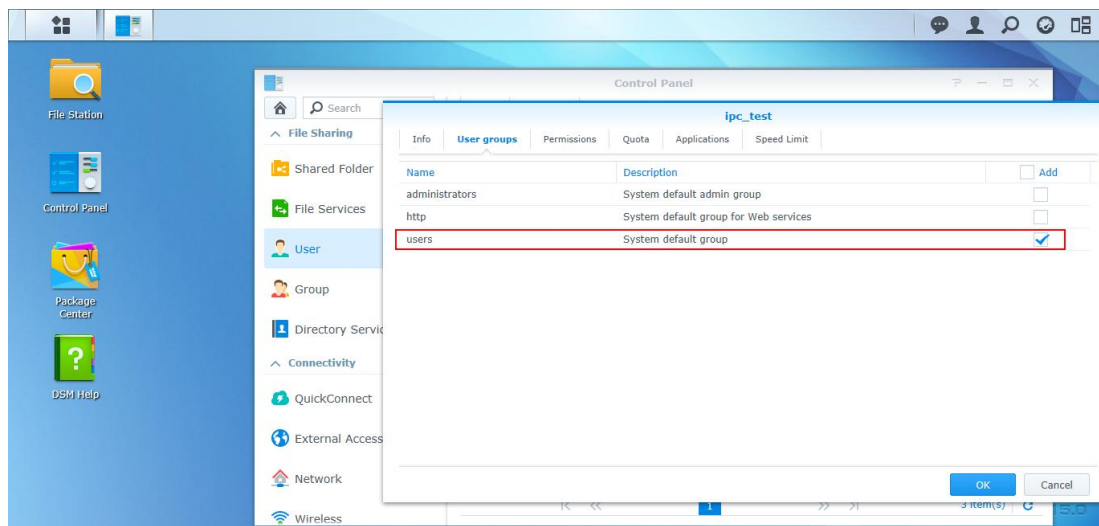 Control Panel
File Station
Search
ipc_test
File Sharing
Info User groups Permissions Quota Applications Speed Limit
Shared Folder
Name Description Add
administrators System default admin group
Control Panel
File Services
http System default group for Web services
users System default group
User
Group
Package
Center
Directory Servic
Connectivity
DSM Help
QuickConnect
External Access
Network
OK Cancel
1 3 item(s)
Wireless
5.0